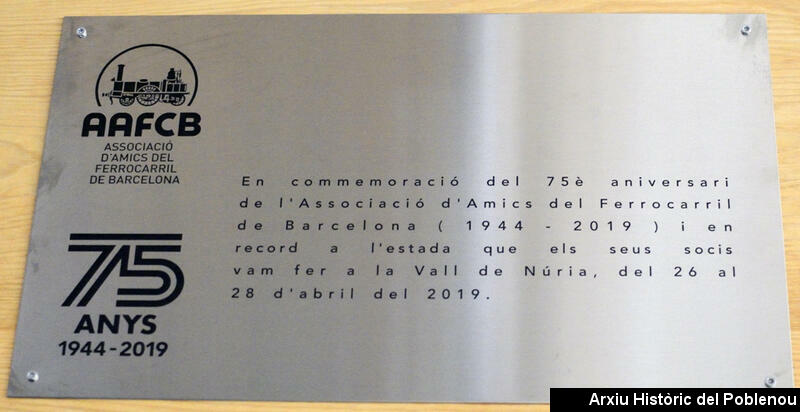 AAFCB
ASSOCIACIÓ
D'AMICS DEL
FERROCARRIL
DE BARCELONA
75
ANYS
1944-2019
En commemoració del 75è aniversari
de l'Associació d'Amics del Ferrocarril
de Barcelona ( 1944 - 2019 ) i en
record a l'estada que els seus socis
vam fer a la Vall de Núria, del 26 al
28 d'abril del 2019.
Arxiu Històric del Poblenou